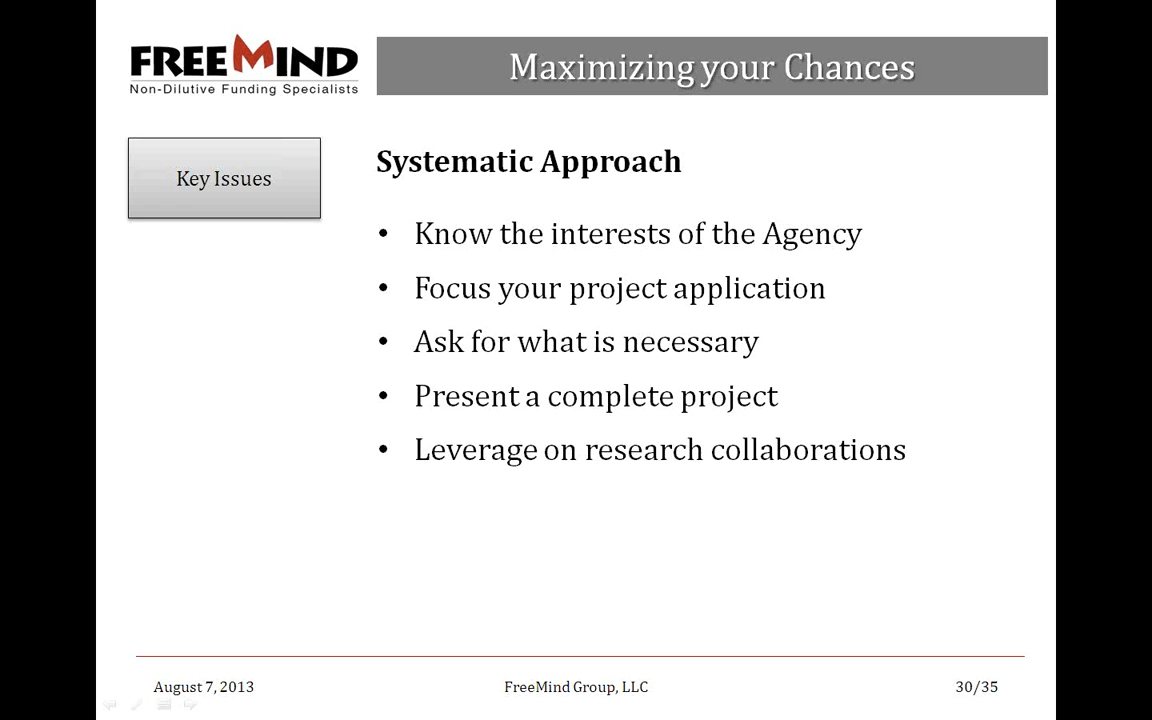 FREEMIND
Non-Dilutive Funding Specialists
Maximizing your Chances
Key Issues
Systematic Approach
• Know the interests of the Agency
• Focus your project application
• Ask for what is necessary
• Present a complete project
• Leverage on research collaborations
August 7, 2013
FreeMind Group, LLC
30/35